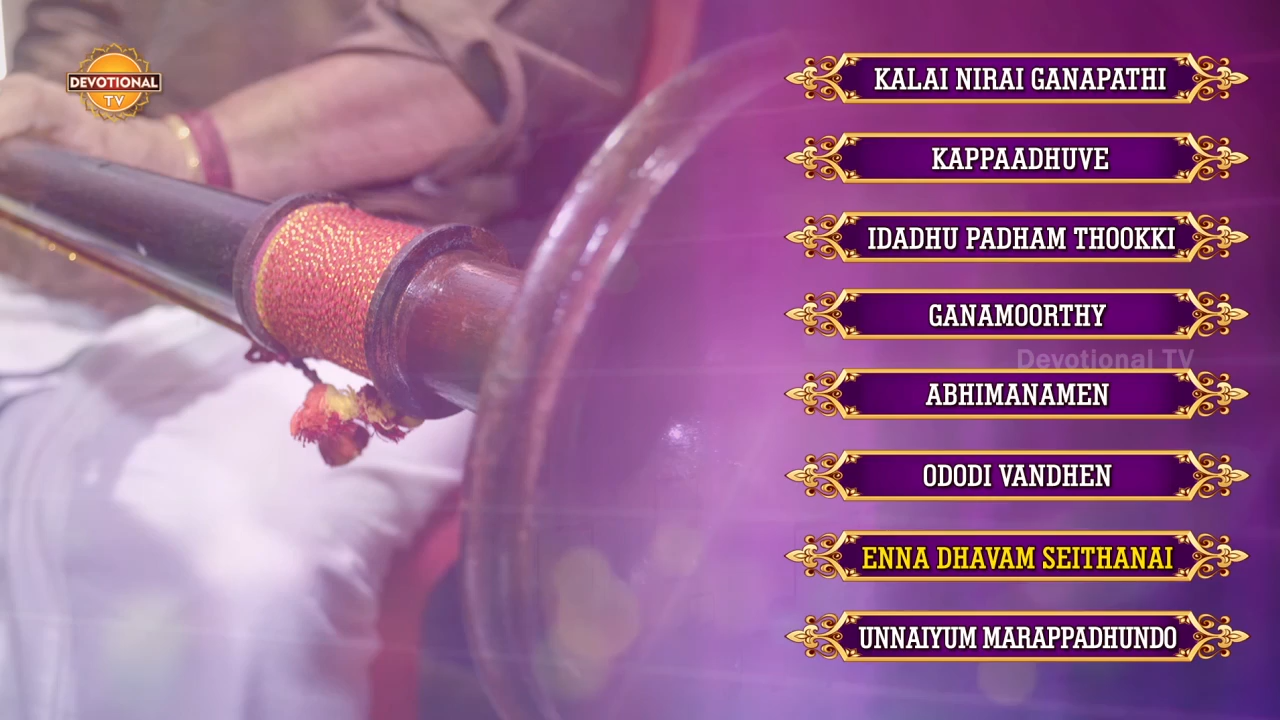 DEVOTIONAL
TV
KALAI NIRAI GANAPATHI
KAPPAADHUVE
IDADHU PADHAM THOOKKI
GANAMOORTHY
Devotional TV
ABHIMANAMEN
ODODI VANDHEN
ENNA DHAVAM SEITHANAI
UNNAIYUM MARAPPADHUNDO